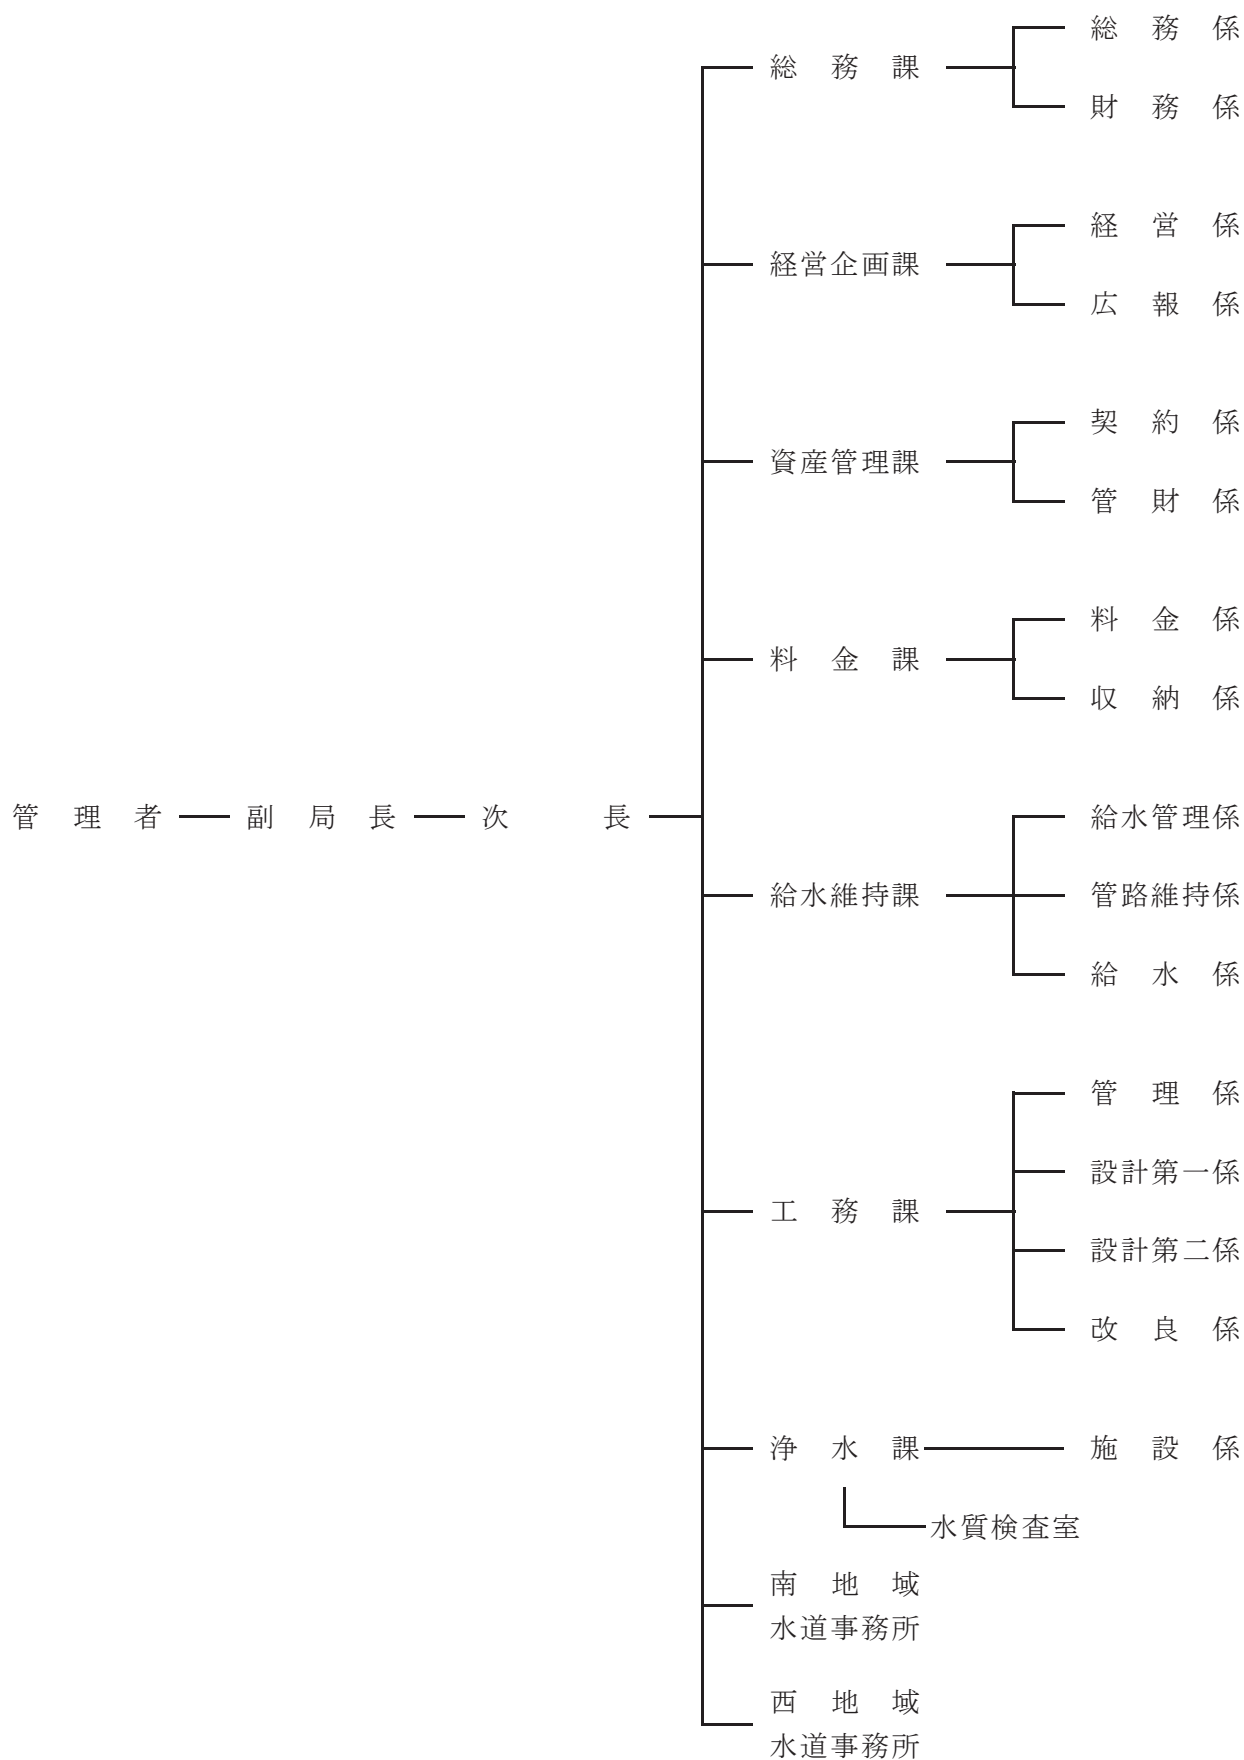 総務係
総務課
財務係
経営係
経営企画課
広報係
契約係
資産管理課
管財係
料金係
料金課
収納係
管理者 副局長 次長
給水管理係
給水維持課
管路維持係
給水係
管理係
設計第一係
工務課
設計第二係
改良係
浄水課 施設係
水質検査室
南地域
水道事務所
西地域
水道事務所